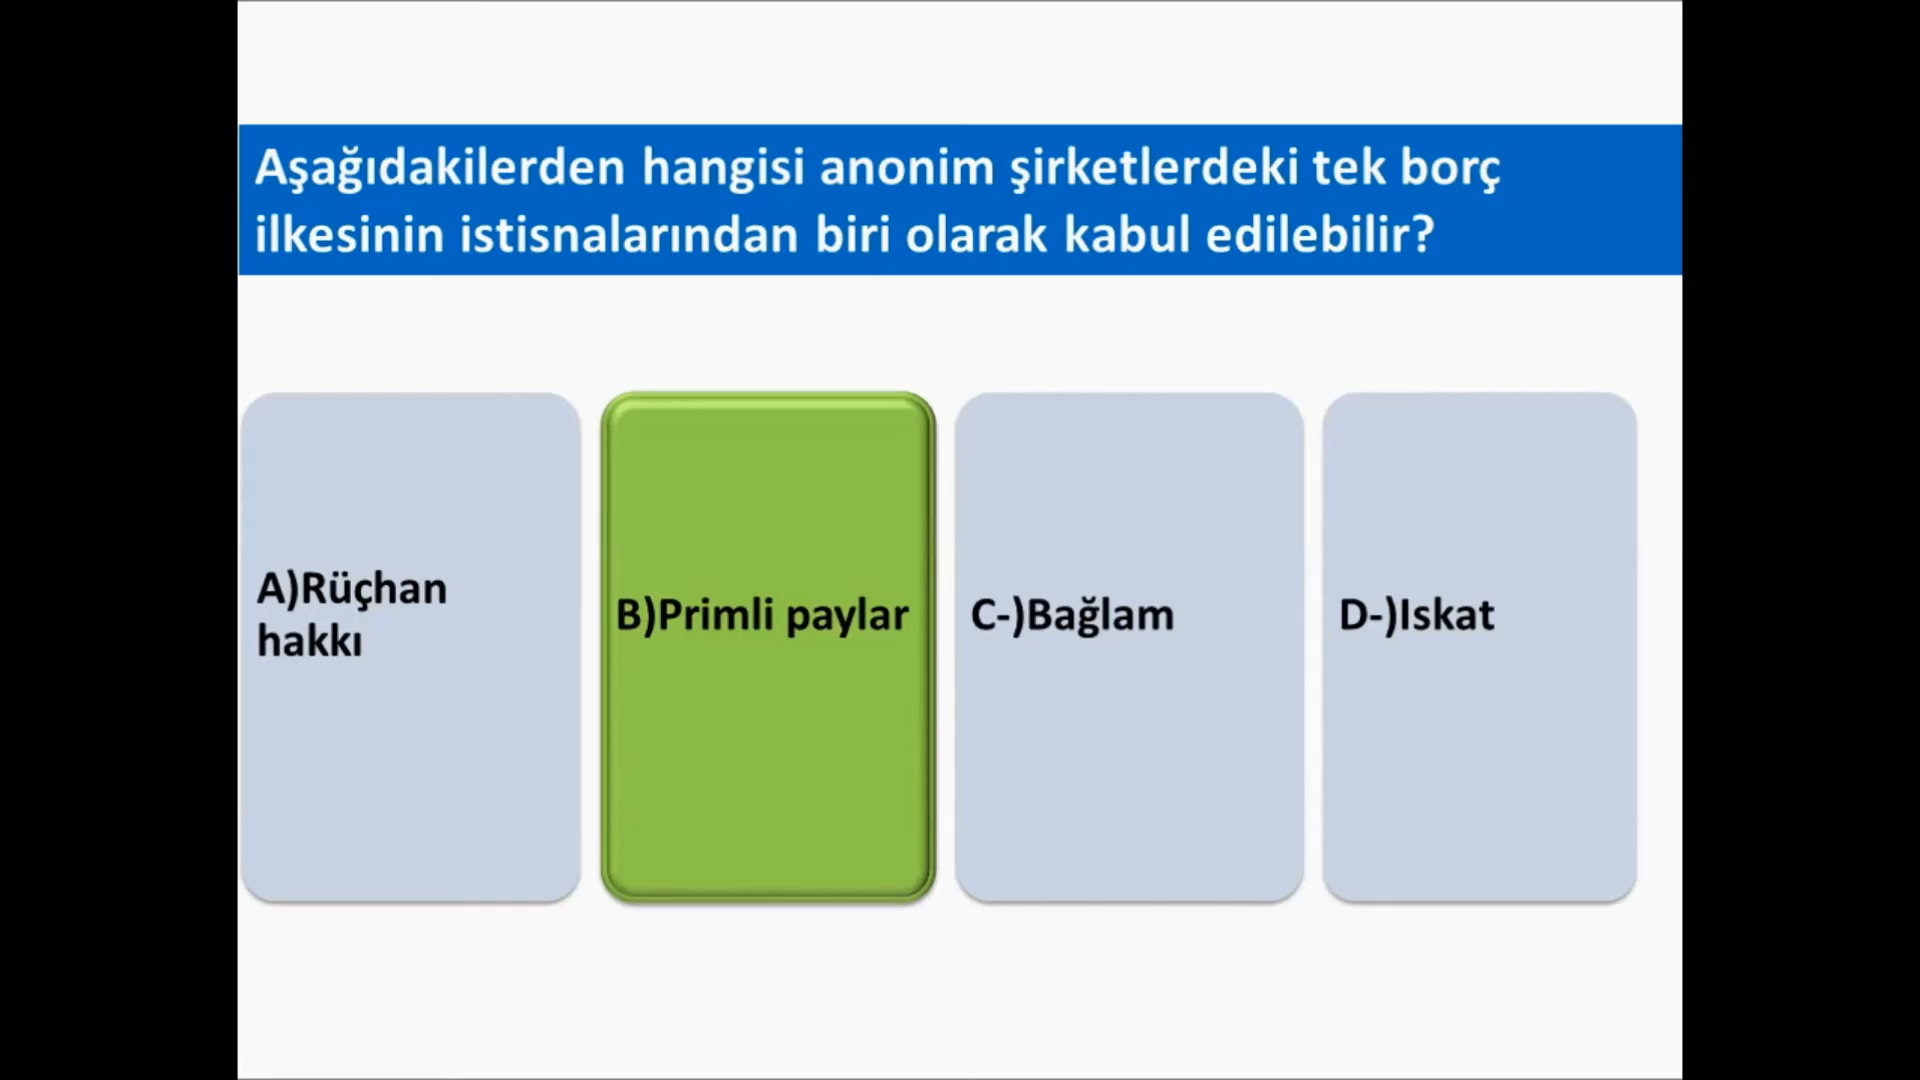 Aşağıdakilerden hangisi anonim şirketlerdeki tek borç
ilkesinin istisnalarından biri olarak kabul edilebilir?
A)Rüçhan
hakkı
B)Primli paylar
C-)Bağlam
D-)Iskat